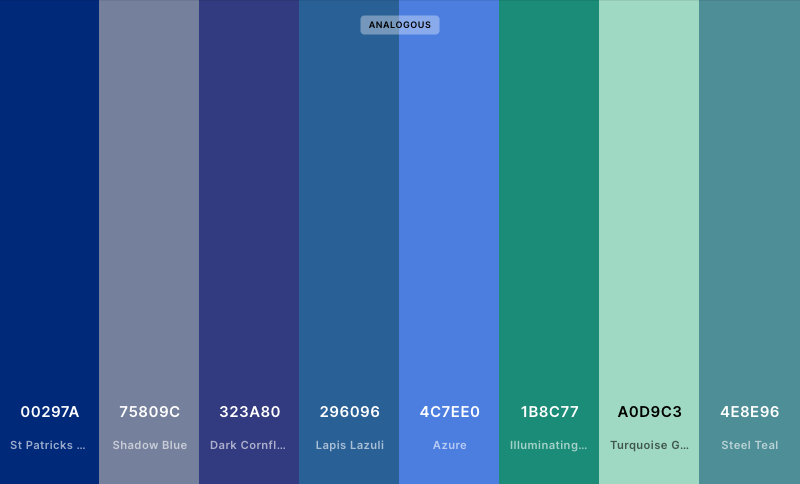 ANALOGOUS
00297A 75809C 323A80 296096 4C7EE0 1B8C77 A0D9C3 4E8E96
St Patricks ... Shadow Blue Dark Cornfl... Lapis Lazuli Azure Illuminating... Turquoise G... Steel Teal